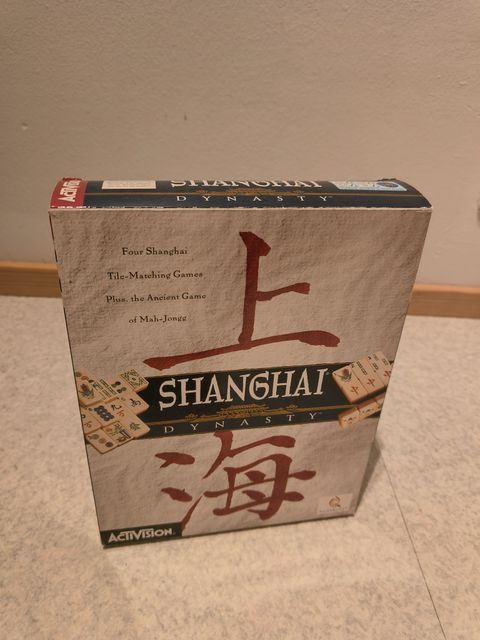 ACTIVISION
SHANGHAI
DYNASTY
Four Shanghai
Tile-Matching Games
Plus, the Ancient Game
of Mah-Jongg
上
SHANGHAI
DYNASTY
海
ACTIVISION